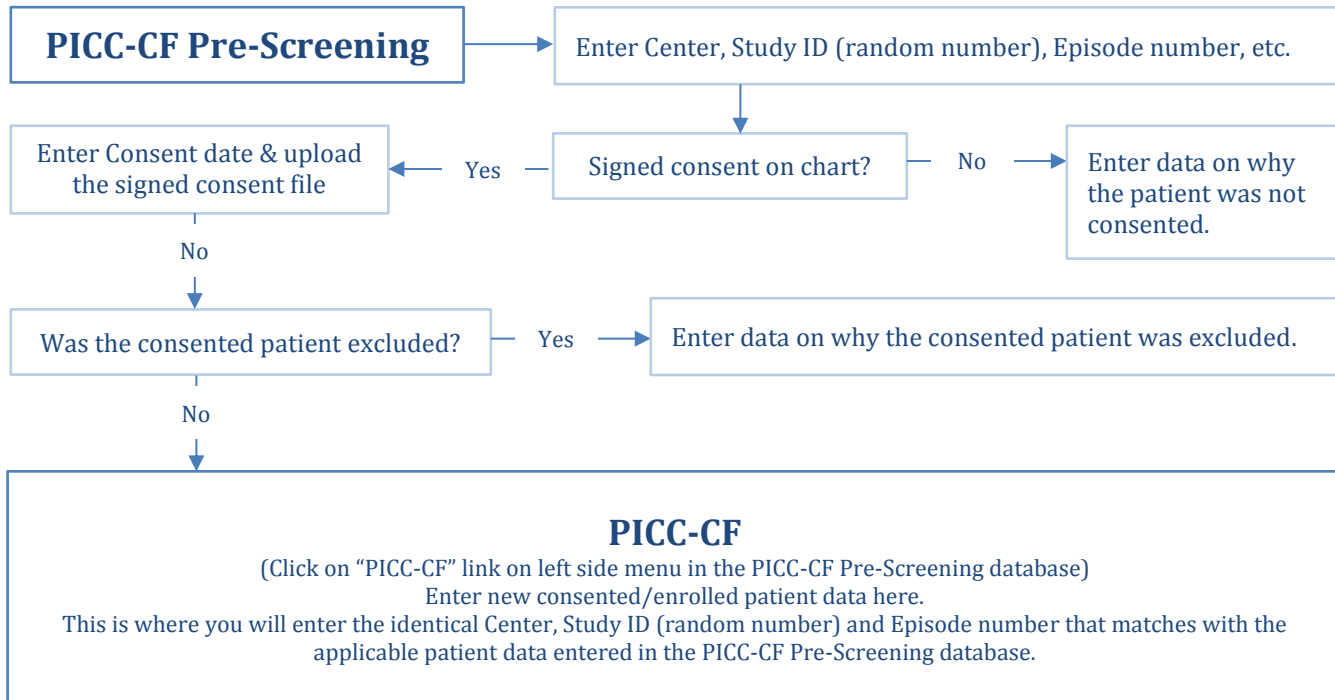 PICC-CF Pre-Screening
Enter Center, Study ID (random number), Episode number, etc.
Enter Consent date & upload
the signed consent file
Yes
Signed consent on chart?
No
Enter data on why
the patient was not
consented.
No
Was the consented patient excluded?
Yes
Enter data on why the consented patient was excluded.
No
PICC-CF
(Click on “PICC-CF” link on left side menu in the PICC-CF Pre-Screening database)
Enter new consented/enrolled patient data here.
This is where you will enter the identical Center, Study ID (random number) and Episode number that matches with the
applicable patient data entered in the PICC-CF Pre-Screening database.